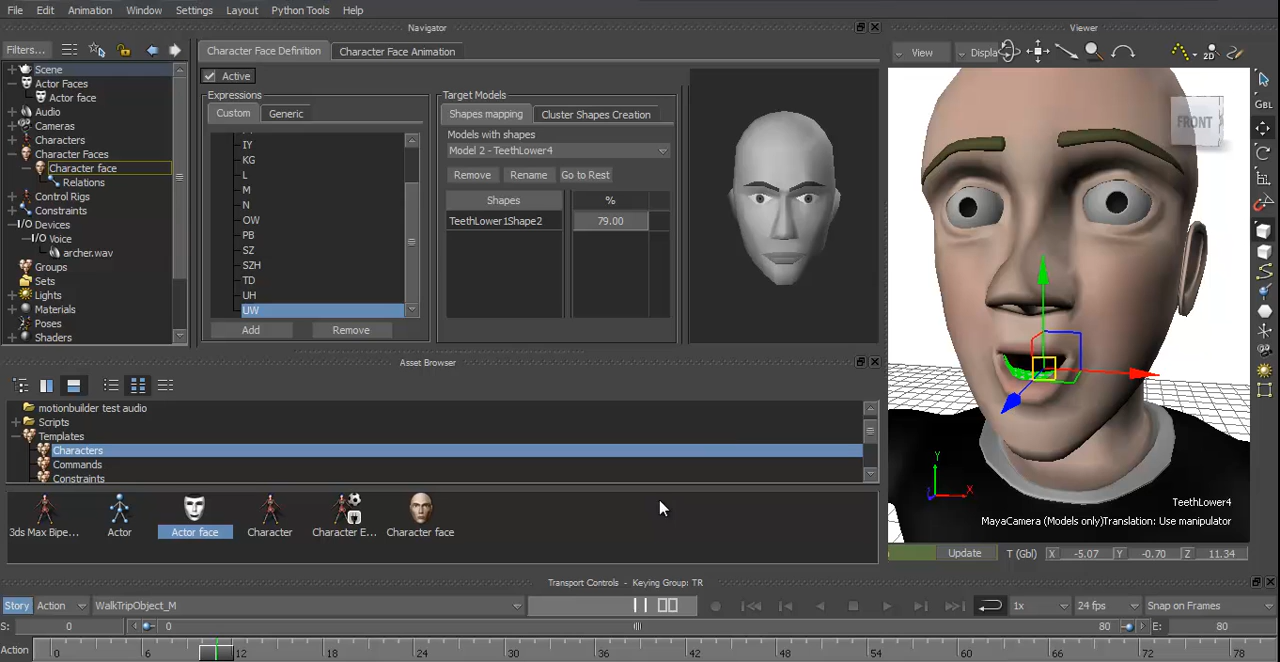 File Edit Animation Window Settings Layout Python Tools Help
Navigator
Viewer
Filters...
Character Face Definition
Character Face Animation
View
Displa
2D
Scene
Actor Faces
Actor face
Audio
Cameras
Characters
Character Faces
Character face
Relations
Control Rigs
Constraints
I/O Devices
I/O Voice
archer.wav
Groups
Sets
Lights
Materials
Poses
Shaders
Active
Expressions
Custom
Generic
IY
KG
L
M
N
OW
PB
SZ
SZH
TD
UH
UW
Add
Remove
Target Models
Shapes mapping
Cluster Shapes Creation
Models with shapes
Model 2 - TeethLower4
Remove
Rename
Go to Rest
Shapes
%
TeethLower1Shape2
79.00
FRONT
GBL
Y
X
Z
TeethLower4
MayaCamera (Models only)Translation: Use manipulator
Update
T (Gbl) X -5.07 Y -0.70 Z 11.34
Asset Browser
motionbuilder test audio
Scripts
Templates
Characters
Commands
Constraints
3ds Max Bipe...
Actor
Actor face
Character
Character E...
Character face
Transport Controls - Keying Group: TR
Story
Action
WalkTripObject_M
1x
24 fps
Snap on Frames
S: 0 0 80 E: 80
Action 0 6 12 18 24 30 36 42 48 54 60 66 72 78